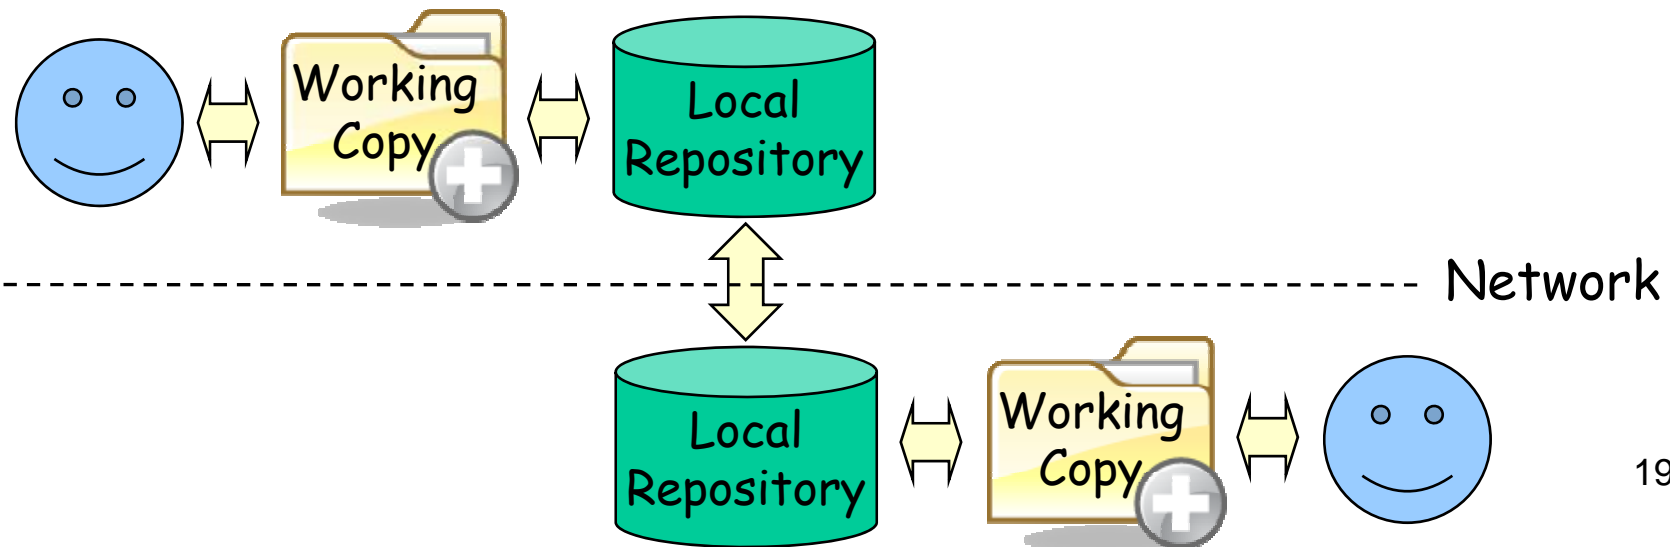 Working
Copy
Local
Repository
Network
Local
Repository
Working
Copy
19